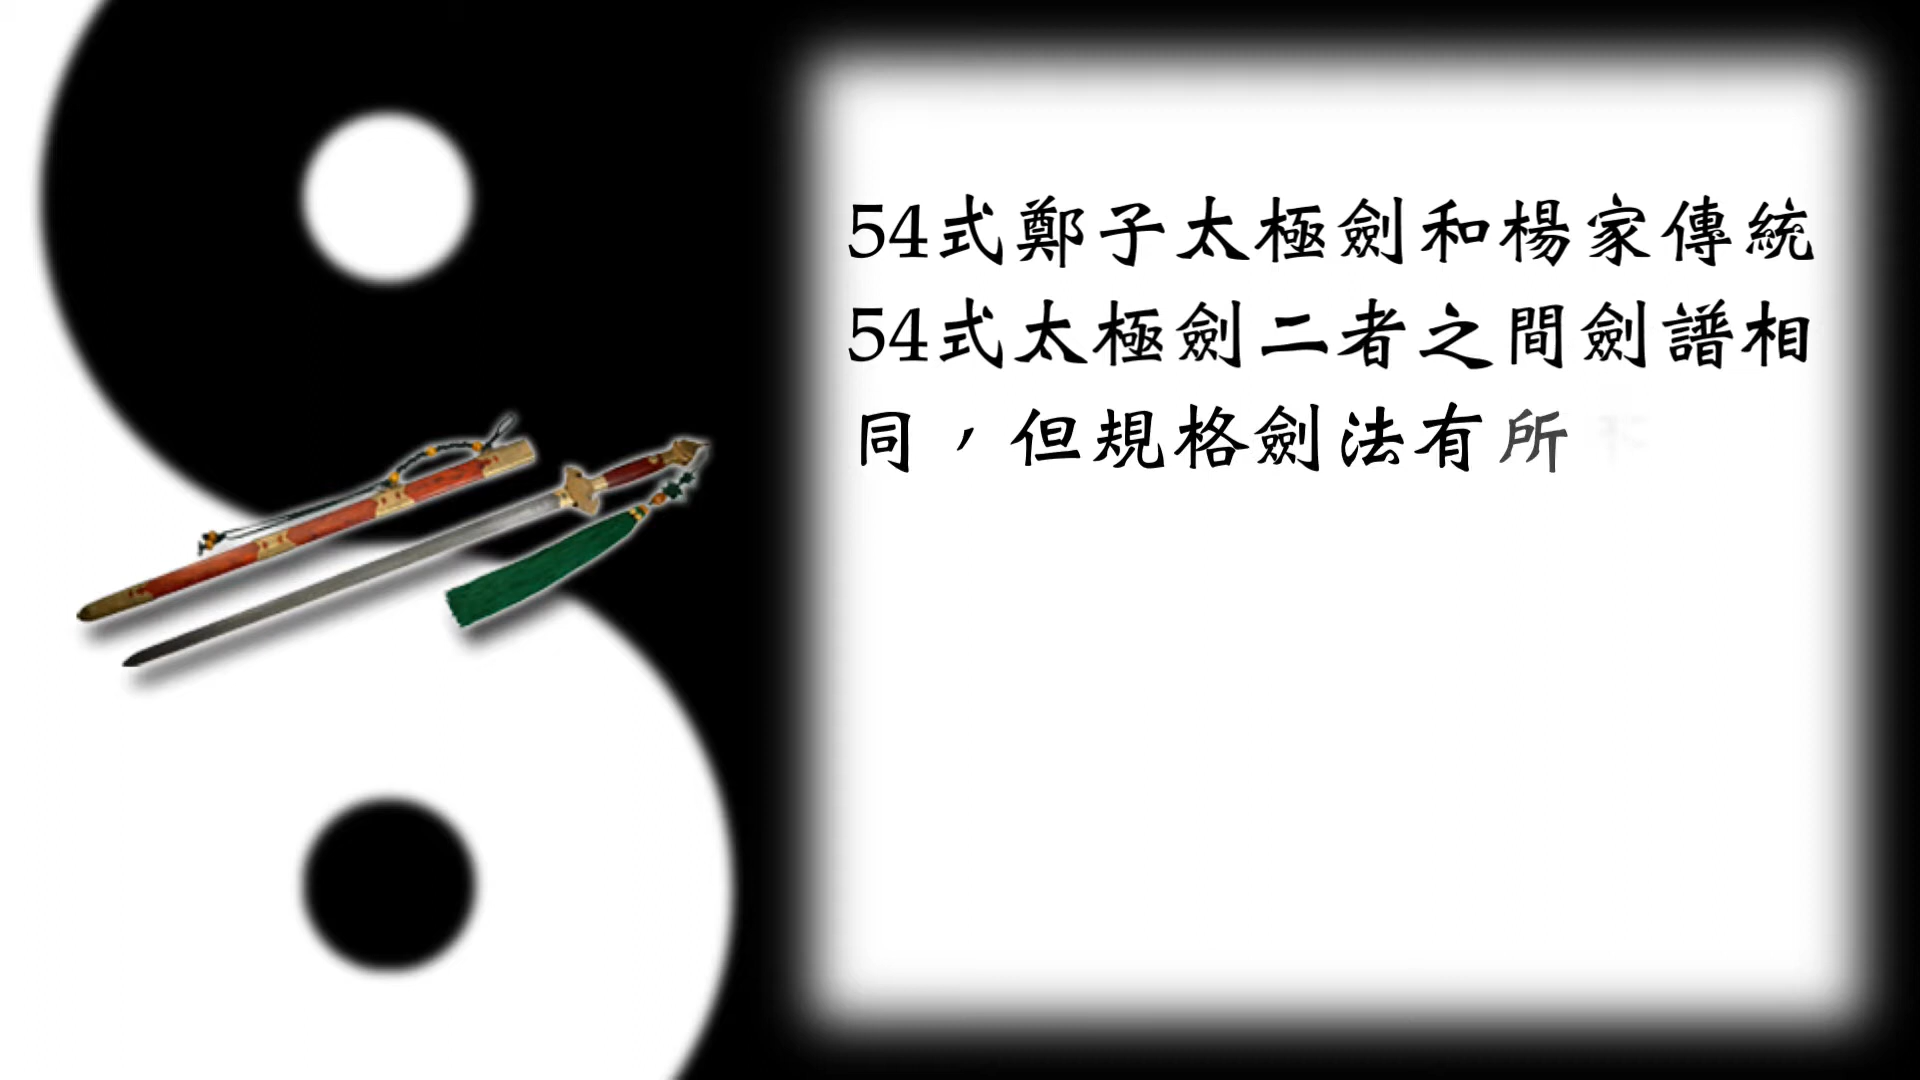 54式鄭子太極劍和楊家傳統
54式太極劍二者之間劍譜相
同，但規格劍法有所